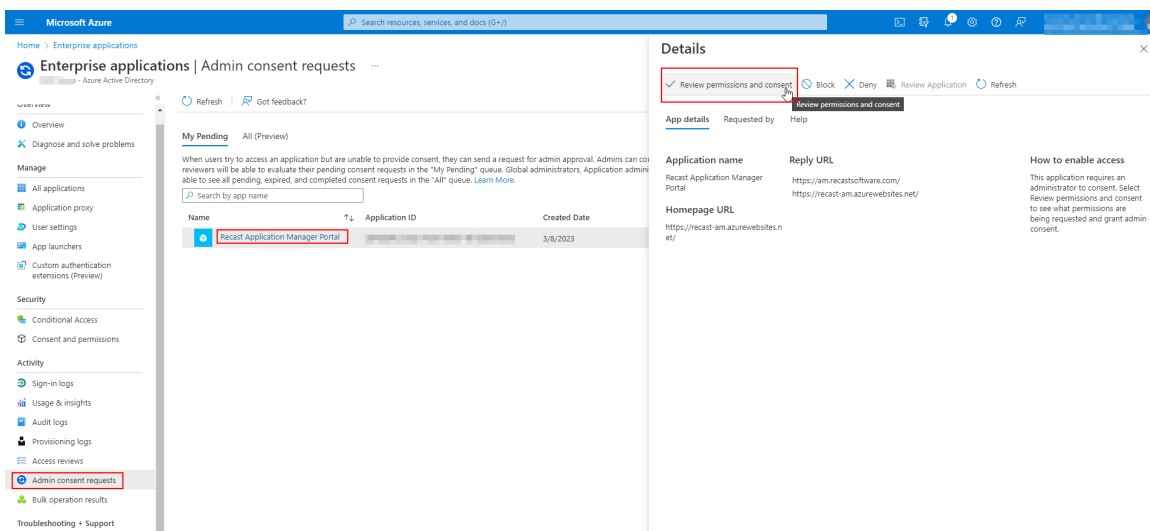 Microsoft Azure
Search resources, services, and docs (G+/)
1
Home > Enterprise applications
Enterprise applications | Admin consent requests ...
- Azure Active Directory
Overview
Overview
Diagnose and solve problems
Manage
All applications
Application proxy
User settings
App launchers
Custom authentication
extensions (Preview)
Security
Conditional Access
Consent and permissions
Activity
Sign-in logs
Usage & insights
Audit logs
Provisioning logs
Access reviews
Admin consent requests
Bulk operation results
Troubleshooting + Support
Refresh
Got feedback?
My Pending
All (Preview)
When users try to access an application but are unable to provide consent, they can send a request for admin approval. Admins can co
reviewers will be able to evaluate their pending consent requests in the "My Pending" queue. Global administrators, Application admini
able to see all pending, expired, and completed consent requests in the "All" queue. Learn More.
Search by app name
Name
Application ID
Created Date
Recast Application Manager Portal
3/8/2023
Details
Review permissions and consent
Block
Deny
Review Application
Refresh
Review permissions and consent
App details
Requested by
Help
Application name
Recast Application Manager
Portal
Homepage URL
https://recast-am.azurewebsites.n
et/
Reply URL
https://am.recastsoftware.com/
https://recast-am.azurewebsites.net/
How to enable access
This application requires an
administrator to consent. Select
Review permissions and consent
to see what permissions are
being requested and grant admin
consent.